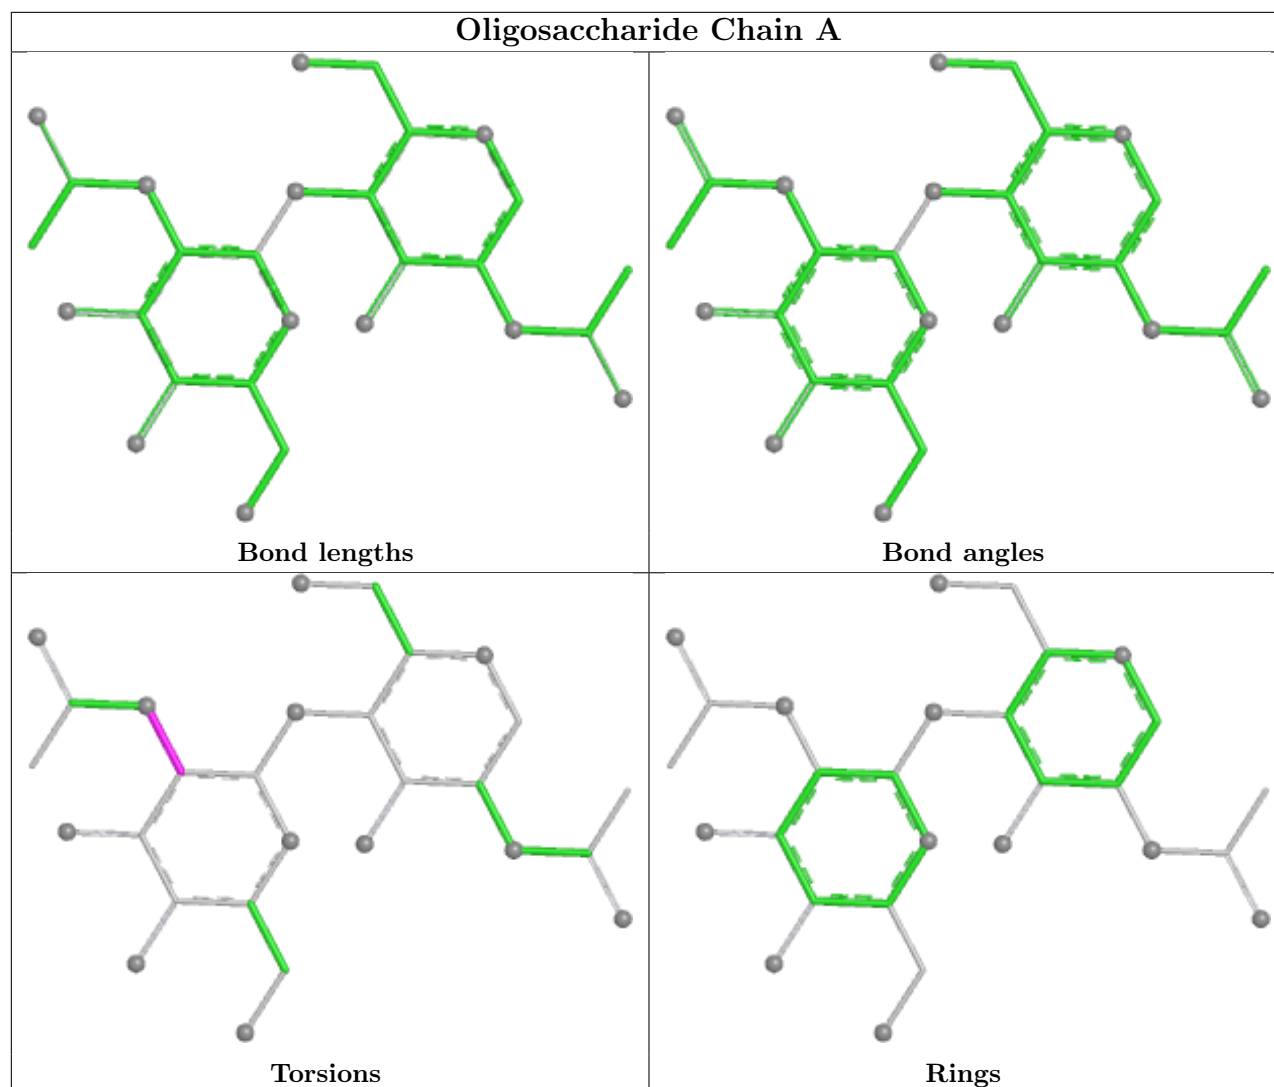 Oligosaccharide Chain A
Bond lengths
Bond angles
Torsions
Rings